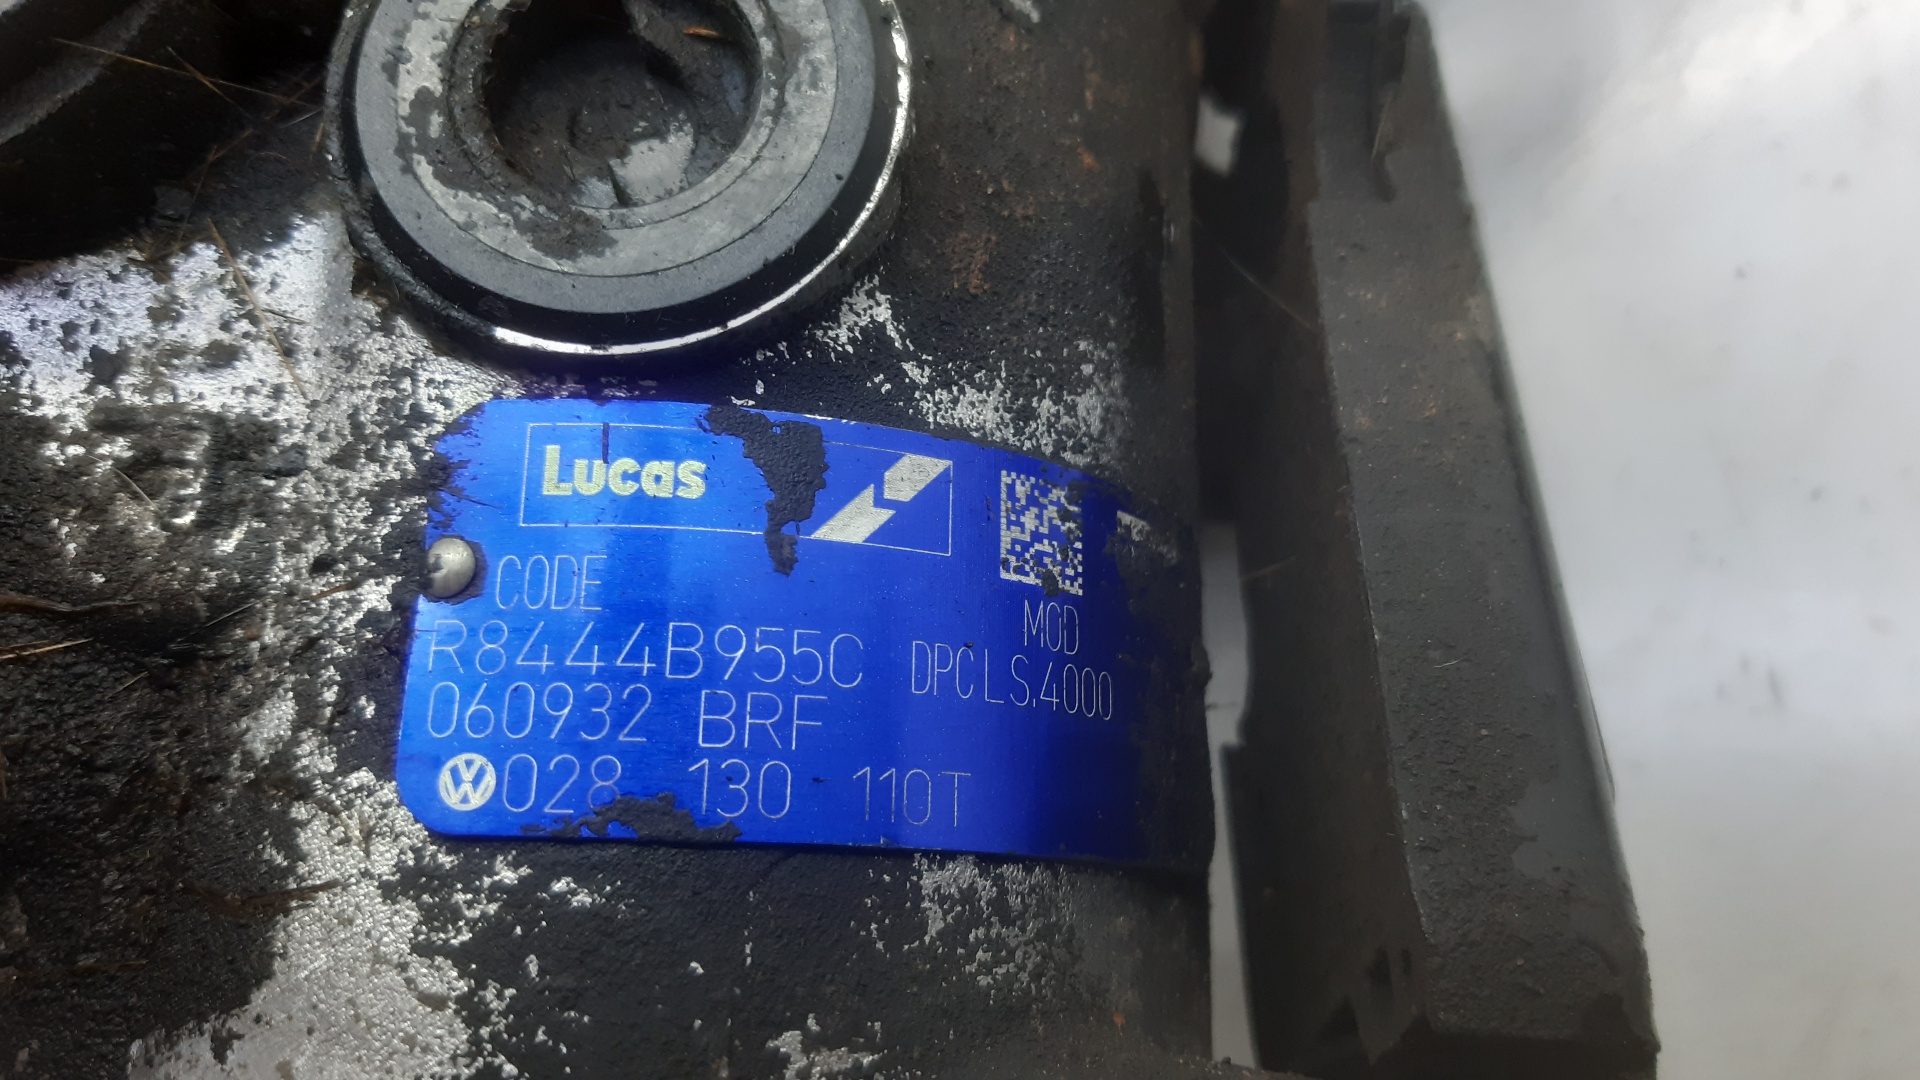 Lucas
CODE
MOD
R8444B955C DPCLS.4000
060932 BRF
028 130 110T